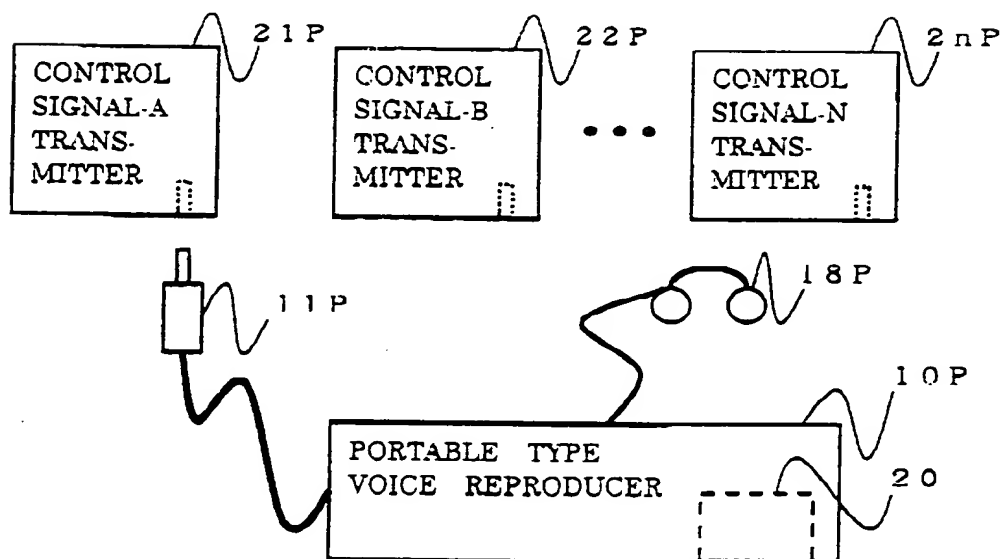 21P
22P
2nP
CONTROL
SIGNAL-A
TRANS-
MITTER
CONTROL
SIGNAL-B
TRANS-
MITTER
CONTROL
SIGNAL-N
TRANS-
MITTER
11P
18P
10P
PORTABLE TYPE
VOICE REPRODUCER
20